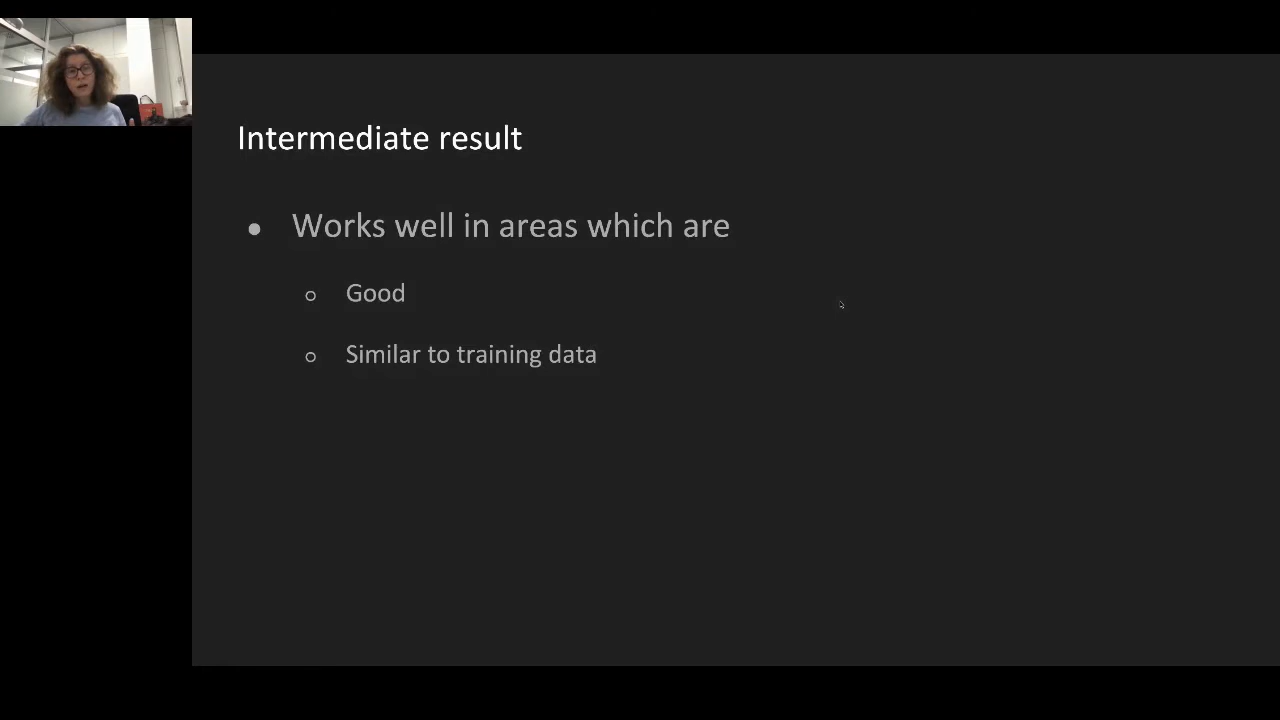 Intermediate result
● Works well in areas which are
○ Good
○ Similar to training data